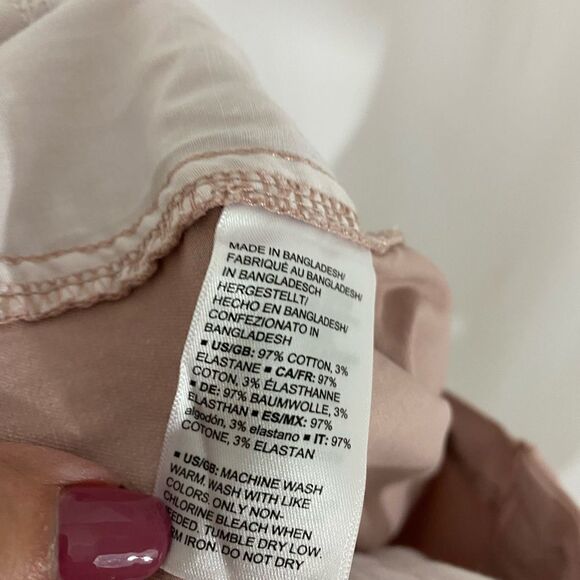 MADE IN BANGLADESH/
FABRIQUÉ AU BANGLADESH/
IN BANGLADESCH
HERGESTELLT/
HECHO EN BANGLADESH/
CONFEZIONATO IN
BANGLADESH
▪ US/GB: 97% COTTON, 3%
ELASTANE ▪ CA/FR: 97%
COTON, 3% ÉLASTHANNE
▪ DE: 97% BAUMWOLLE, 3%
ELASTHAN ▪ ES/MX: 97%
algodón, 3% elastano ▪ IT: 97%
COTONE, 3% ELASTAN
▪ US/GB: MACHINE WASH
WARM. WASH WITH LIKE
COLORS. ONLY NON-
CHLORINE BLEACH WHEN
EEDED. TUMBLE DRY LOW.
RM IRON. DO NOT DRY